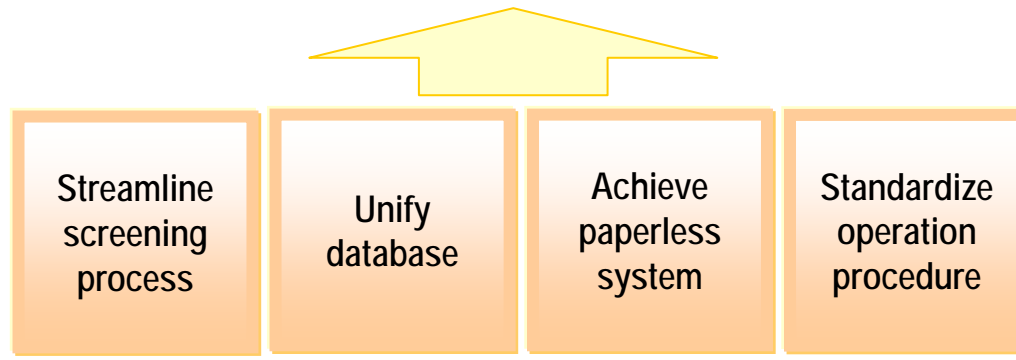 Streamline
screening
process
Unify
database
Achieve
paperless
system
Standardize
operation
procedure